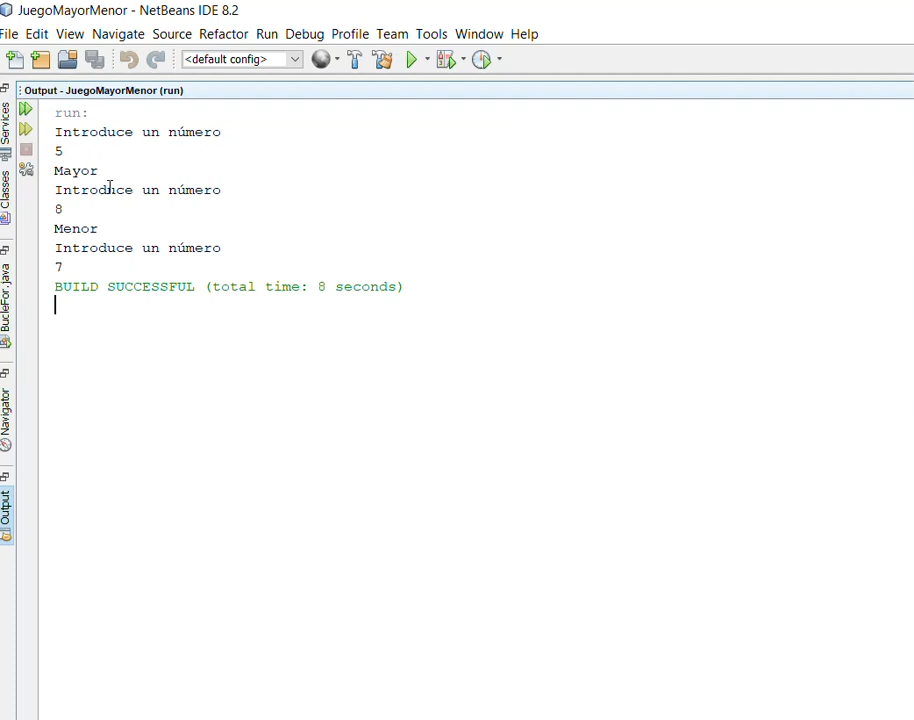 JuegoMayorMenor - NetBeans IDE 8.2
File Edit View Navigate Source Refactor Run Debug Profile Team Tools Window Help
<default config>
Output - JuegoMayorMenor (run)
run:
Introduce un número
5
Mayor
Introduce un número
8
Menor
Introduce un número
7
BUILD SUCCESSFUL (total time: 8 seconds)
Services
Classes
BucleFor.java
Navigator
Output